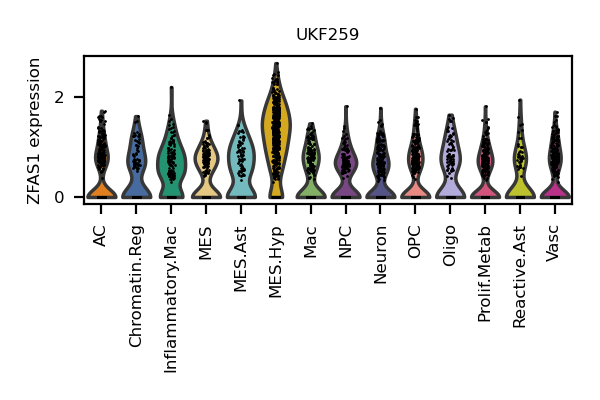 UKF259
ZFAS1 expression
2
0
AC
Chromatin.Reg
Inflammatory.Mac
MES
MES.Ast
MES.Hyp
Mac
NPC
Neuron
OPC
Oligo
Prolif.Metab
Reactive.Ast
Vasc